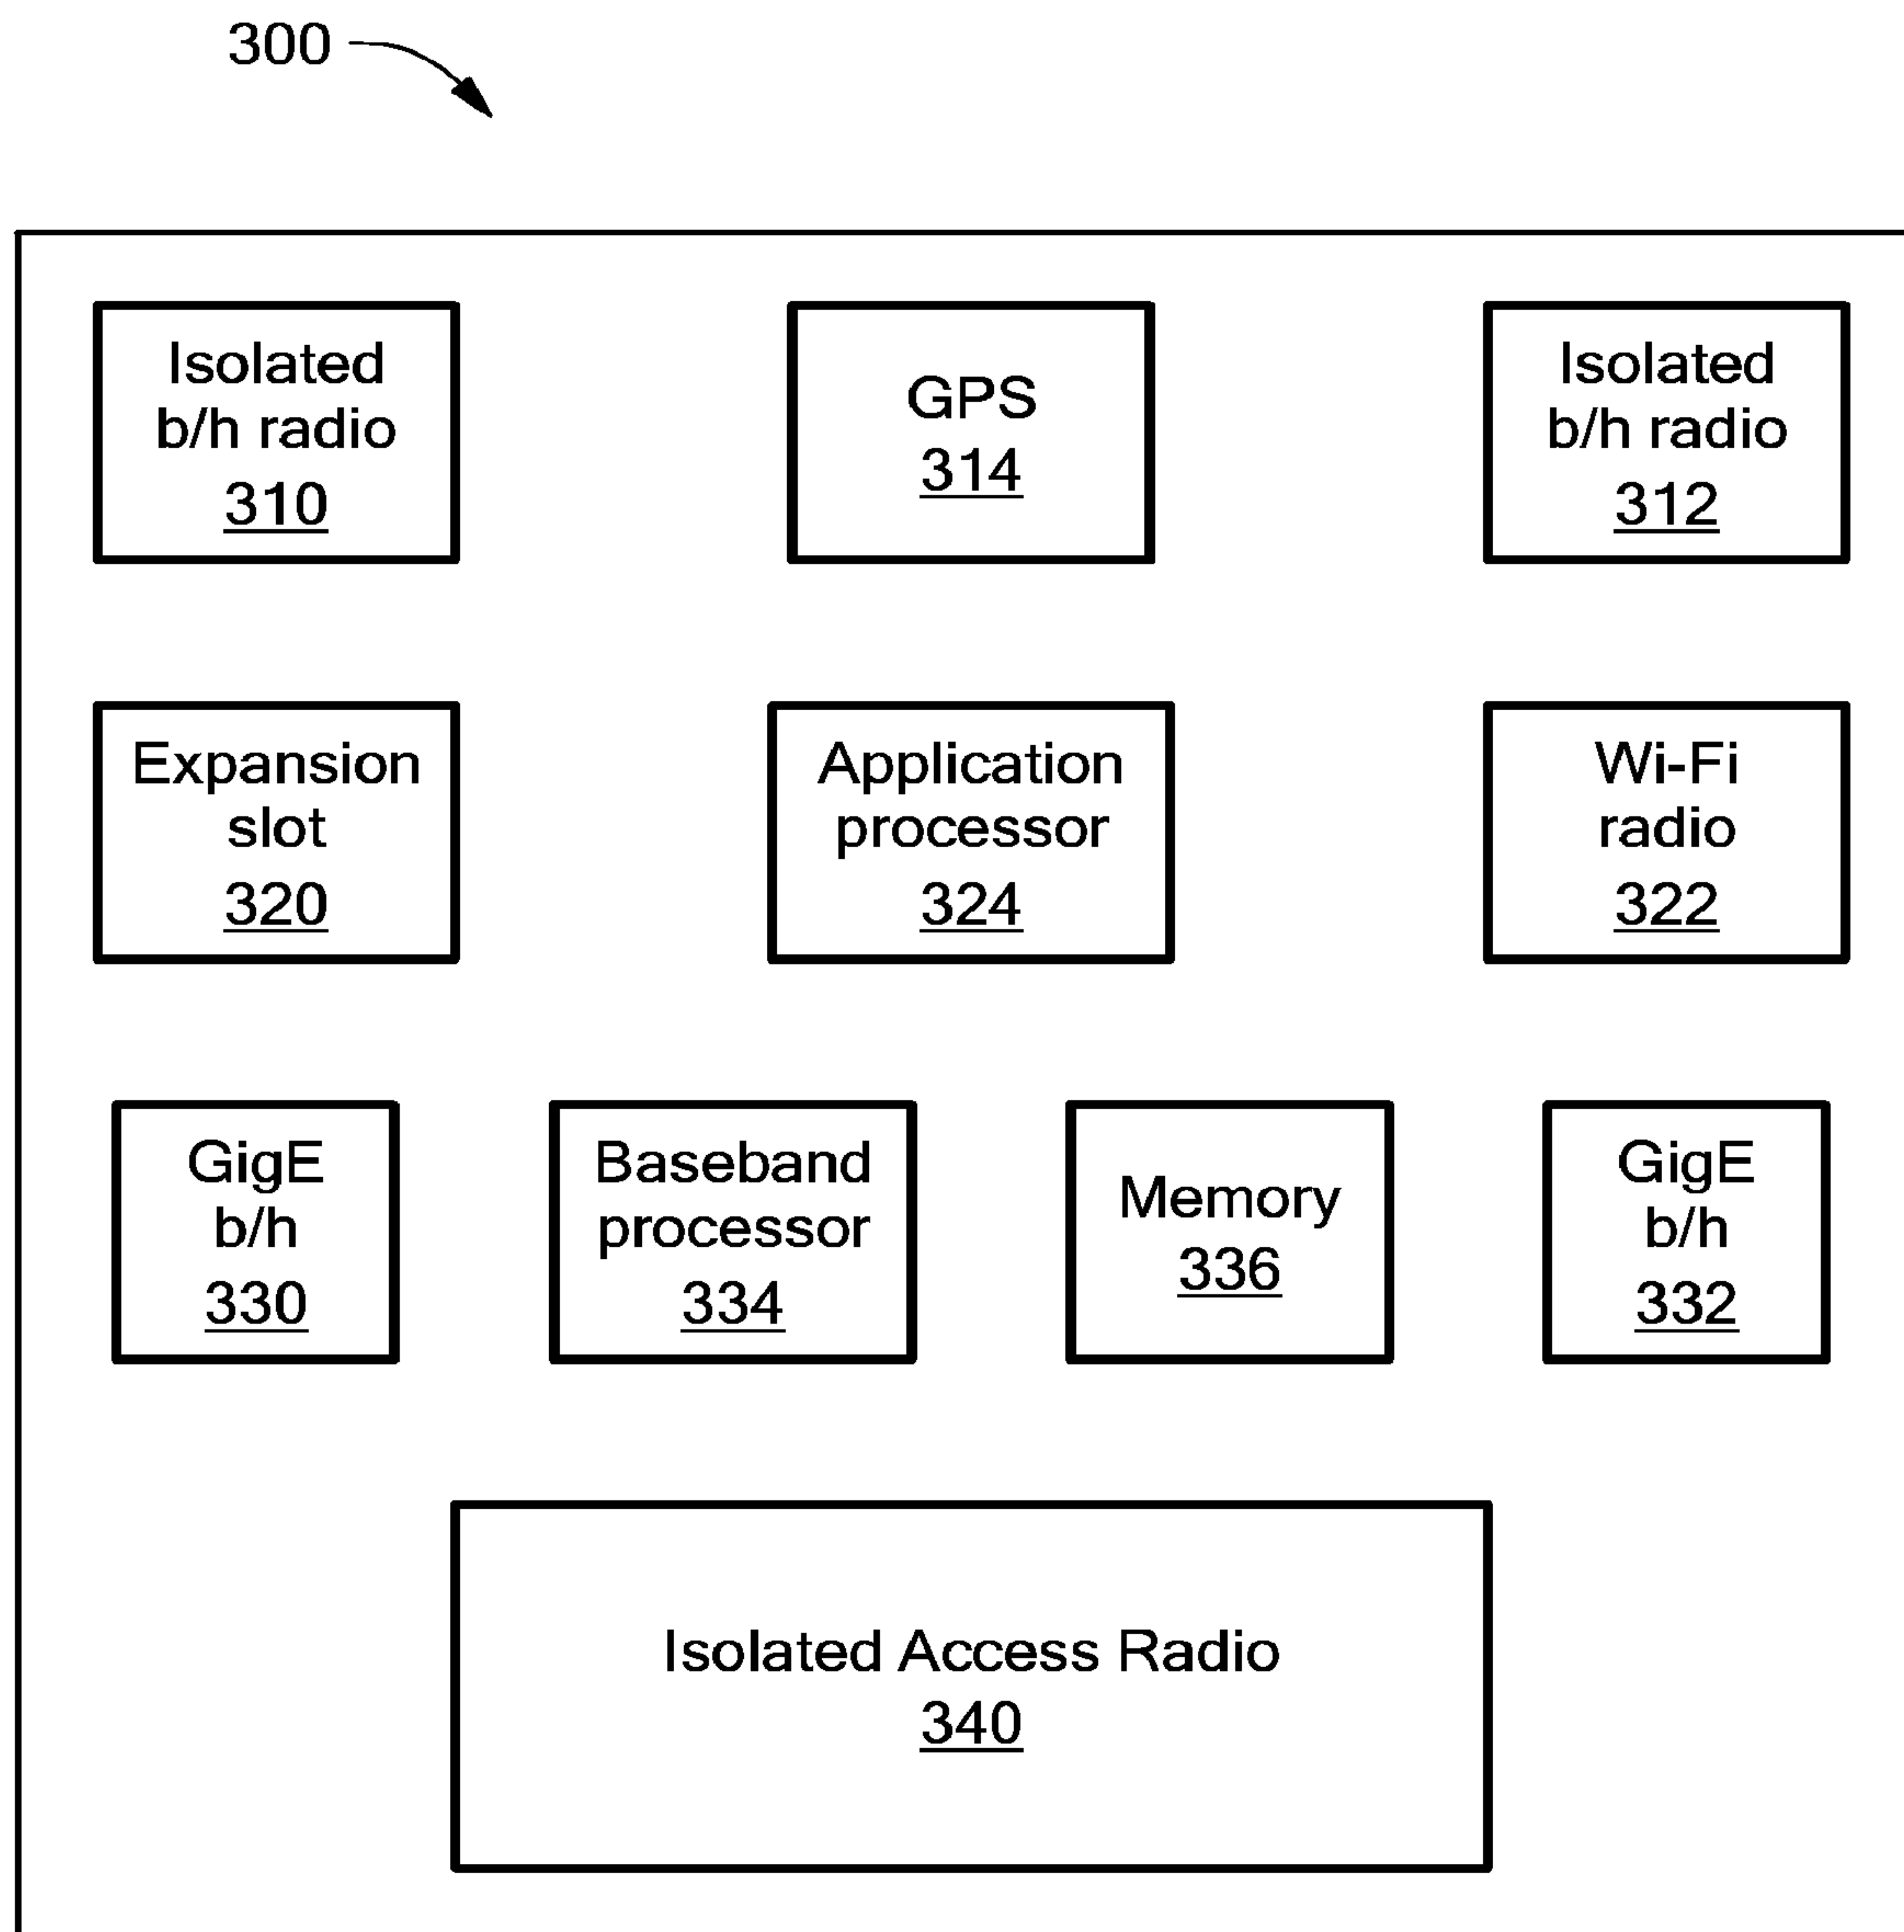 300
Isolated
b/h radio
310
GPS
314
Isolated
b/h radio
312
Expansion
slot
320
Application
processor
324
Wi-Fi
radio
322
GigE
b/h
330
Baseband
processor
334
Memory
336
GigE
b/h
332
Isolated Access Radio
340